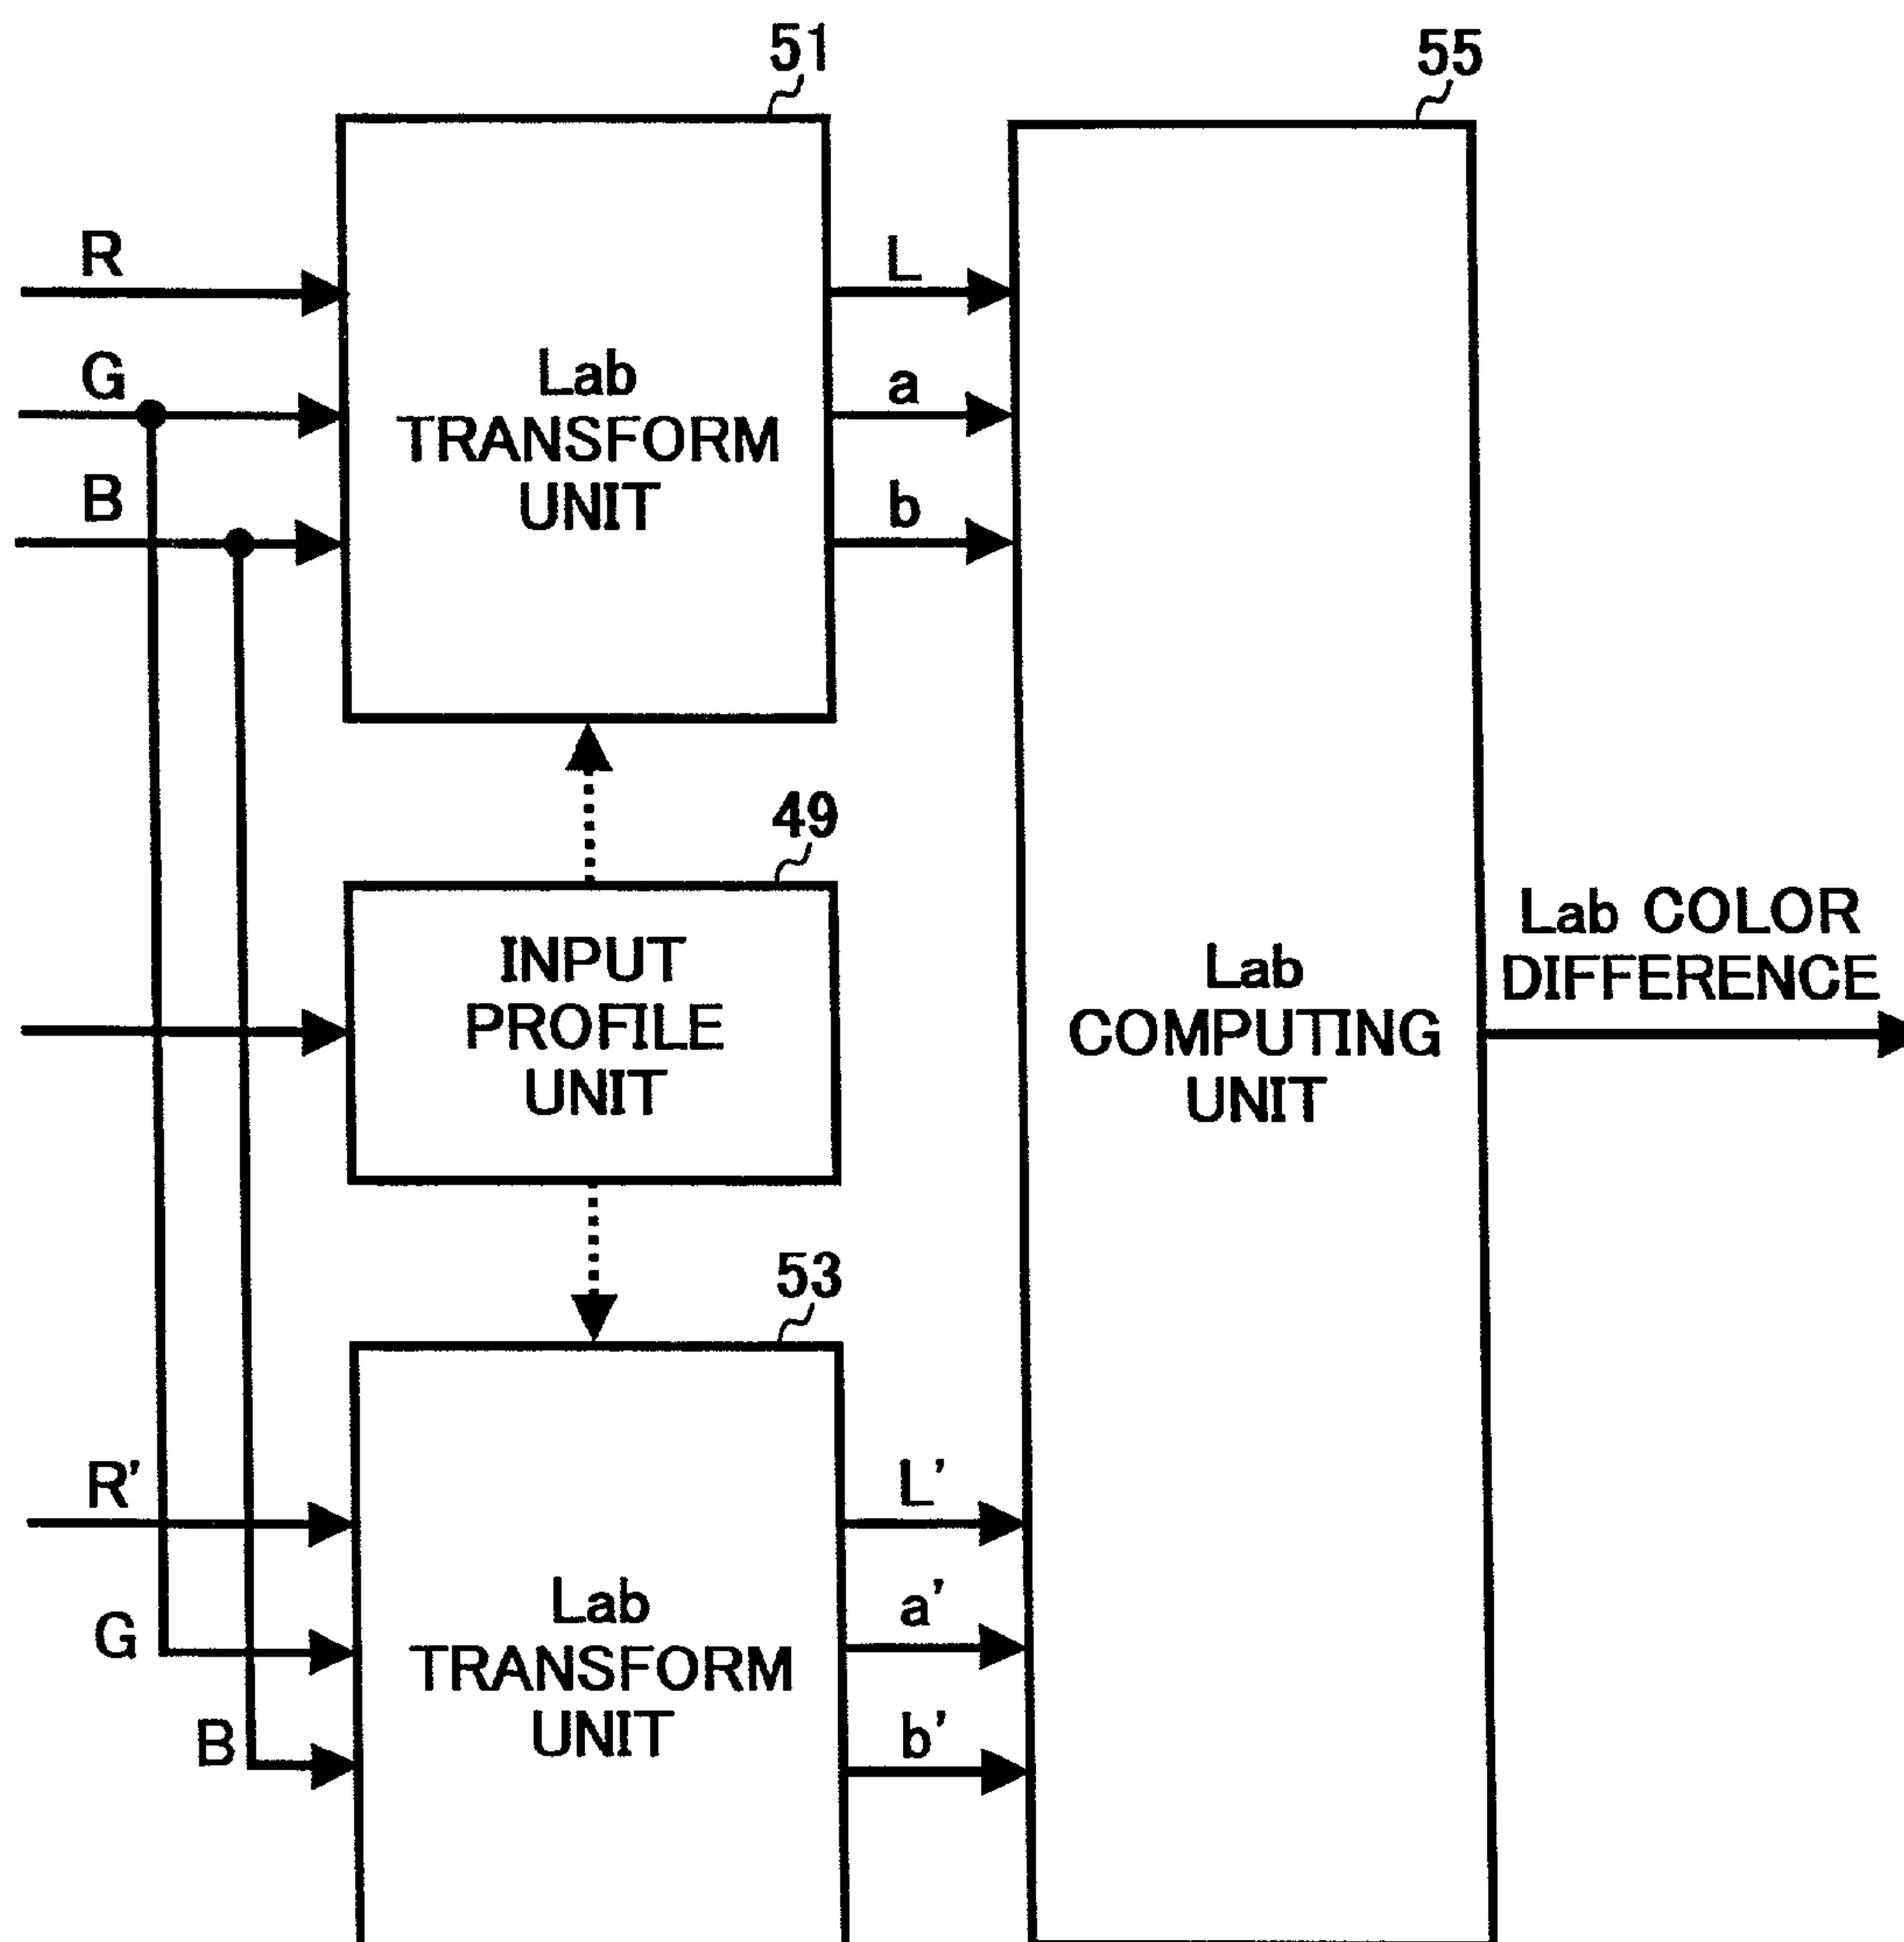 51
55
R
G
B
Lab
TRANSFORM
UNIT
L
a
b
49
INPUT
PROFILE
UNIT
Lab
COMPUTING
UNIT
Lab COLOR
DIFFERENCE
53
R'
G
B
Lab
TRANSFORM
UNIT
L'
a'
b'